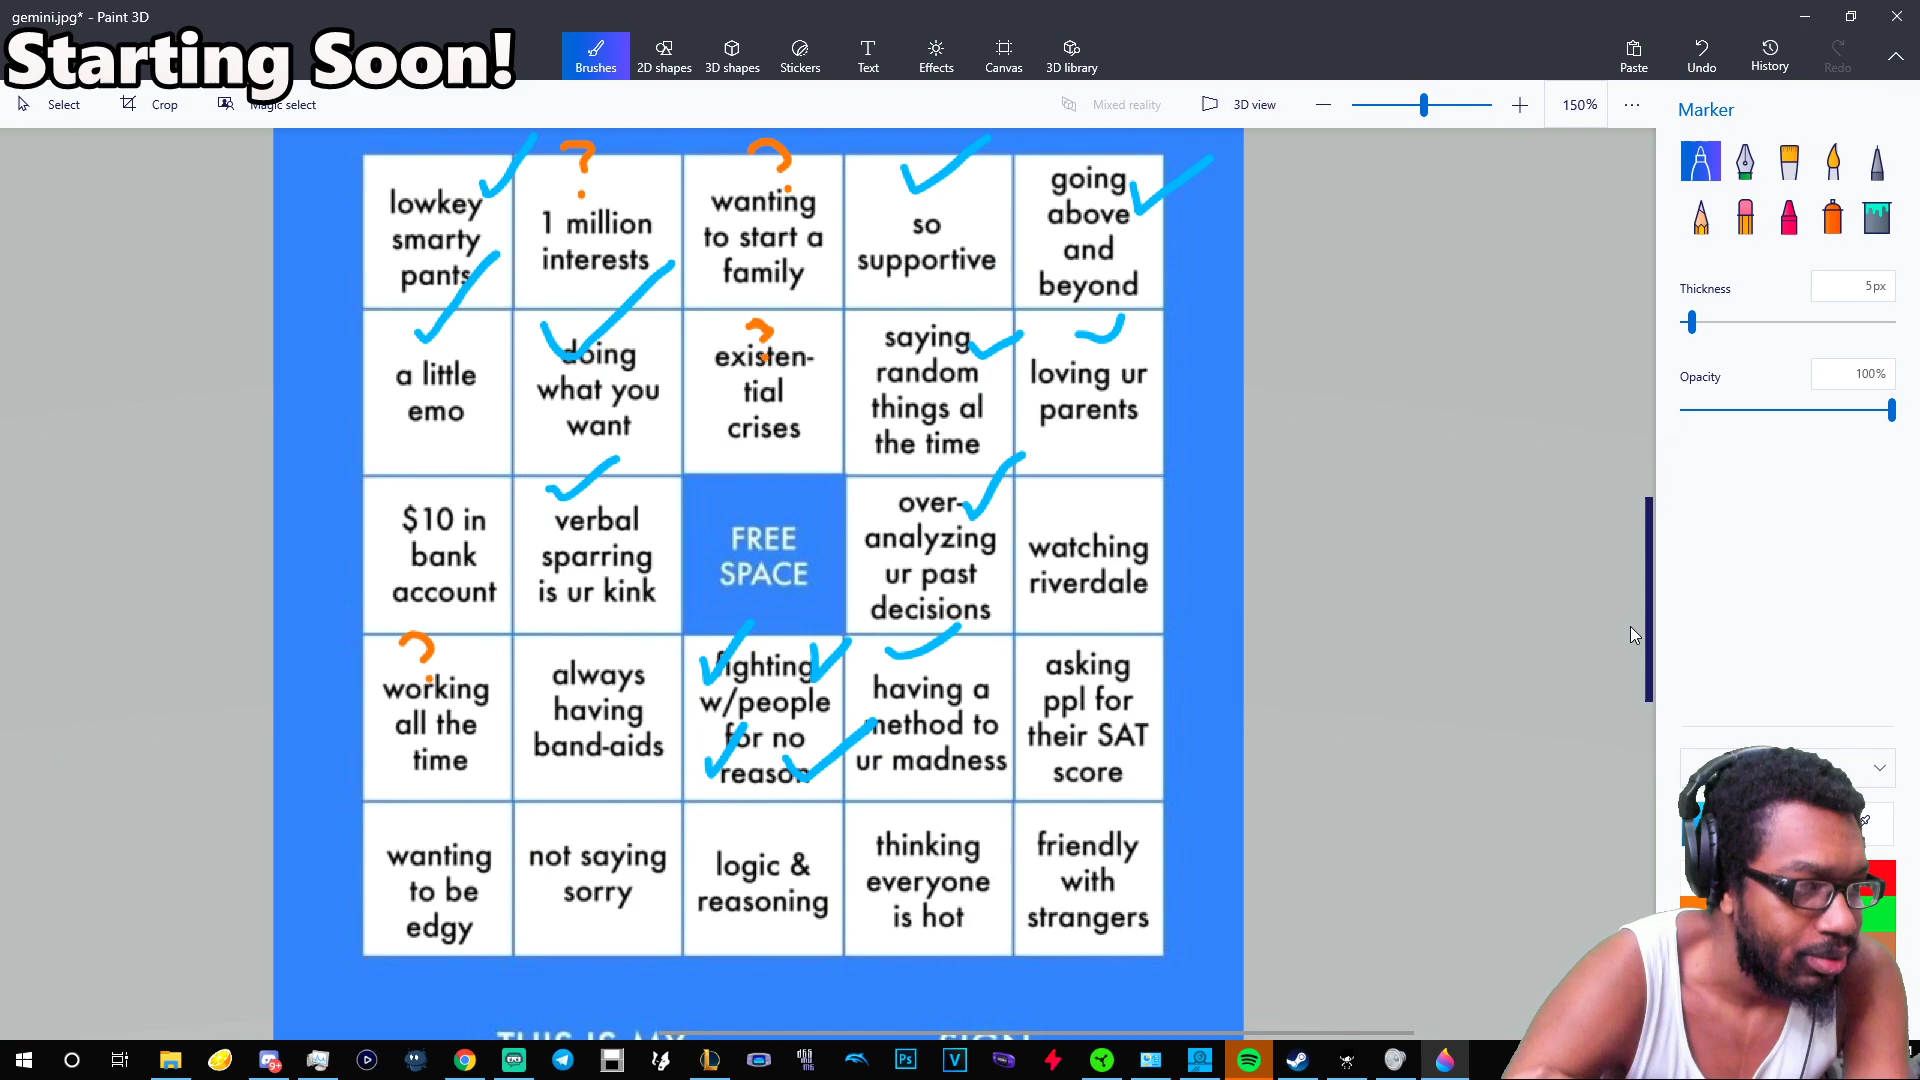 gemini.jpg* - Paint 3D
Starting Soon!
Brushes
2D shapes
3D shapes
Stickers
Text
Effects
Canvas
3D library
Paste
Undo
History
Redo
Select
Crop
Magic select
Mixed reality
3D view
150%
Marker
Thickness
5px
Opacity
100%
lowkey
smarty
pants
?
1 million
interests
?
wanting
to start a
family
so
supportive
going
above
and
beyond
a little
emo
doing
what you
want
?
existen-
tial
crises
saying
random
things al
the time
loving ur
parents
$10 in
bank
account
verbal
sparring
is ur kink
FREE
SPACE
over-
analyzing
ur past
decisions
watching
riverdale
?
working
all the
time
always
having
band-aids
fighting
w/people
for no
reason
having a
method to
ur madness
asking
ppl for
their SAT
score
wanting
to be
edgy
not saying
sorry
logic &
reasoning
thinking
everyone
is hot
friendly
with
strangers
THIS IS MY
SIGN
9+
Ps
V